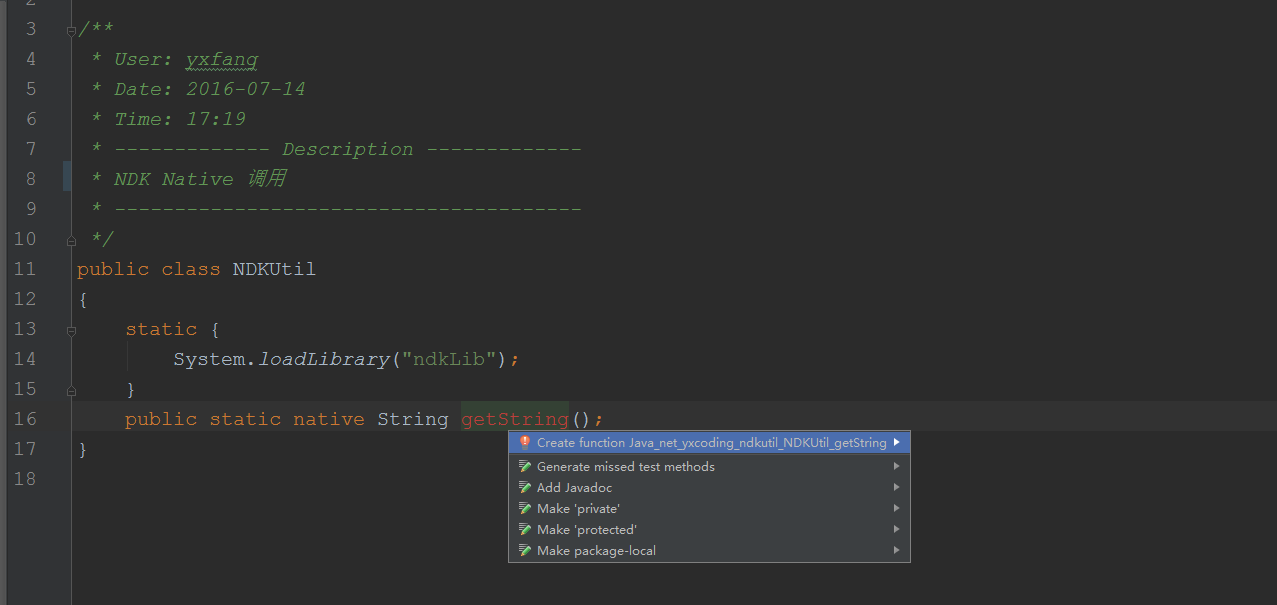 2
3 /**
4 * User: yxfang
5 * Date: 2016-07-14
6 * Time: 17:19
7 * ------------- Description -------------
8 * NDK Native 调用
9 * ---------------------------------------
10 */
11 public class NDKUtil
12 {
13 static {
14 System.loadLibrary("ndkLib");
15 }
16 public static native String getString();
17 }
18
Create function Java_net_yxcoding_ndkutil_NDKUtil_getString
Generate missed test methods
Add Javadoc
Make 'private'
Make 'protected'
Make package-local